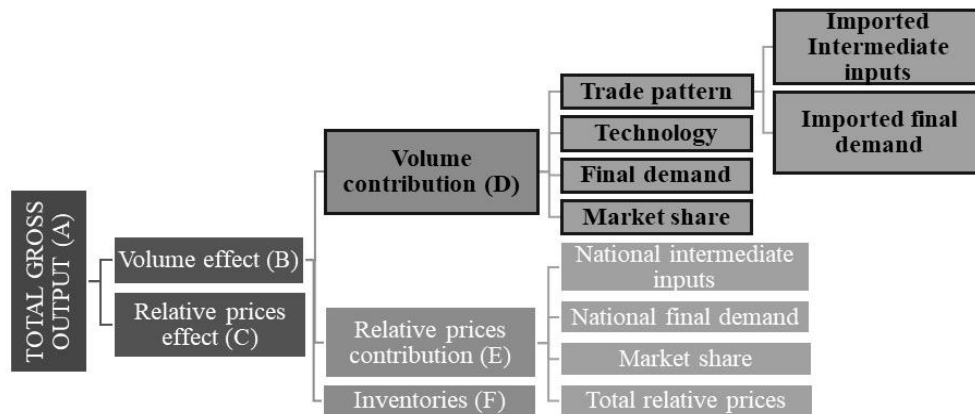 TOTAL GROSS
OUTPUT (A)
Volume effect (B)
Relative prices
effect (C)
Volume
contribution (D)
Relative prices
contribution (E)
Inventories (F)
Trade pattern
Technology
Final demand
Market share
National intermediate
inputs
National final demand
Market share
Total relative prices
Imported
Intermediate
inputs
Imported final
demand